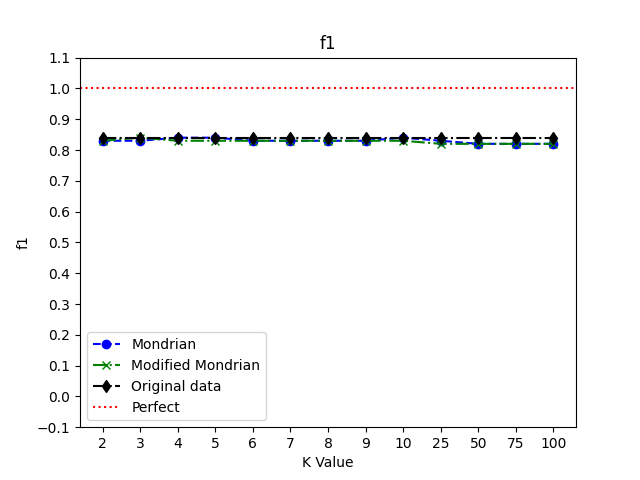 f1
1.1
1.0
0.9
0.8
0.7
0.6
0.5
0.4
0.3
0.2
0.1
0.0
−0.1
f1
Mondrian
Modified Mondrian
Original data
Perfect
2 3 4 5 6 7 8 9 10 25 50 75 100
K Value